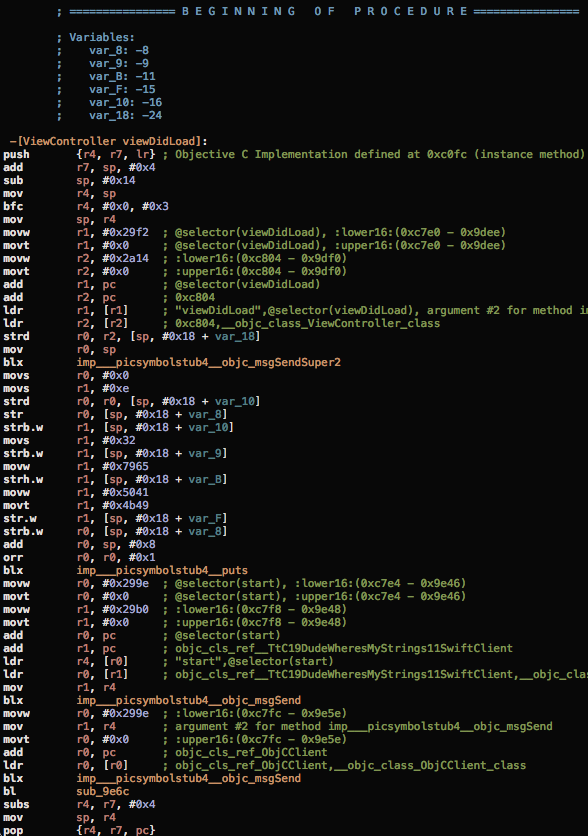 ; ================ B E G I N N I N G   O F   P R O C E D U R E ================
; Variables:
;    var_8: -8
;    var_9: -9
;    var_B: -11
;    var_F: -15
;    var_10: -16
;    var_18: -24
-[ViewController viewDidLoad]:
push {r4, r7, lr} ; Objective C Implementation defined at 0xc0fc (instance method)
add r7, sp, #0x4
sub sp, #0x14
mov r4, sp
bfc r4, #0x0, #0x3
mov sp, r4
movw r1, #0x29f2 ; @selector(viewDidLoad), :lower16:(0xc7e0 - 0x9dee)
movt r1, #0x0 ; @selector(viewDidLoad), :upper16:(0xc7e0 - 0x9dee)
movw r2, #0x2a14 ; :lower16:(0xc804 - 0x9df0)
movt r2, #0x0 ; :upper16:(0xc804 - 0x9df0)
add r1, pc ; @selector(viewDidLoad)
add r2, pc ; 0xc804
ldr r1, [r1] ; "viewDidLoad",@selector(viewDidLoad), argument #2 for method im
ldr r2, [r2] ; 0xc804,__objc_class_ViewController_class
strd r0, r2, [sp, #0x18 + var_18]
mov r0, sp
blx imp___picsymbolstub4__objc_msgSendSuper2
movs r0, #0x0
movs r1, #0xe
strd r0, r0, [sp, #0x18 + var_10]
str r0, [sp, #0x18 + var_8]
strb.w r1, [sp, #0x18 + var_10]
movs r1, #0x32
strb.w r1, [sp, #0x18 + var_9]
movw r1, #0x7965
strh.w r1, [sp, #0x18 + var_B]
movw r1, #0x5041
movt r1, #0x4b49
str.w r1, [sp, #0x18 + var_F]
strb.w r0, [sp, #0x18 + var_8]
add r0, sp, #0x8
orr r0, r0, #0x1
blx imp___picsymbolstub4__puts
movw r0, #0x299e ; @selector(start), :lower16:(0xc7e4 - 0x9e46)
movt r0, #0x0 ; @selector(start), :upper16:(0xc7e4 - 0x9e46)
movw r1, #0x29b0 ; :lower16:(0xc7f8 - 0x9e48)
movt r1, #0x0 ; :upper16:(0xc7f8 - 0x9e48)
add r0, pc ; @selector(start)
add r1, pc ; objc_cls_ref__TtC19DudeWheresMyStrings11SwiftClient
ldr r4, [r0] ; "start",@selector(start)
ldr r0, [r1] ; objc_cls_ref__TtC19DudeWheresMyStrings11SwiftClient,__objc_clas
mov r1, r4
blx imp___picsymbolstub4__objc_msgSend
movw r0, #0x299e ; :lower16:(0xc7fc - 0x9e5e)
mov r1, r4 ; argument #2 for method imp___picsymbolstub4__objc_msgSend
movt r0, #0x0 ; :upper16:(0xc7fc - 0x9e5e)
add r0, pc ; objc_cls_ref_ObjCClient
ldr r0, [r0] ; objc_cls_ref_ObjCClient,__objc_class_ObjCClient_class
blx imp___picsymbolstub4__objc_msgSend
bl sub_9e6c
subs r4, r7, #0x4
mov sp, r4
pop {r4, r7, pc}